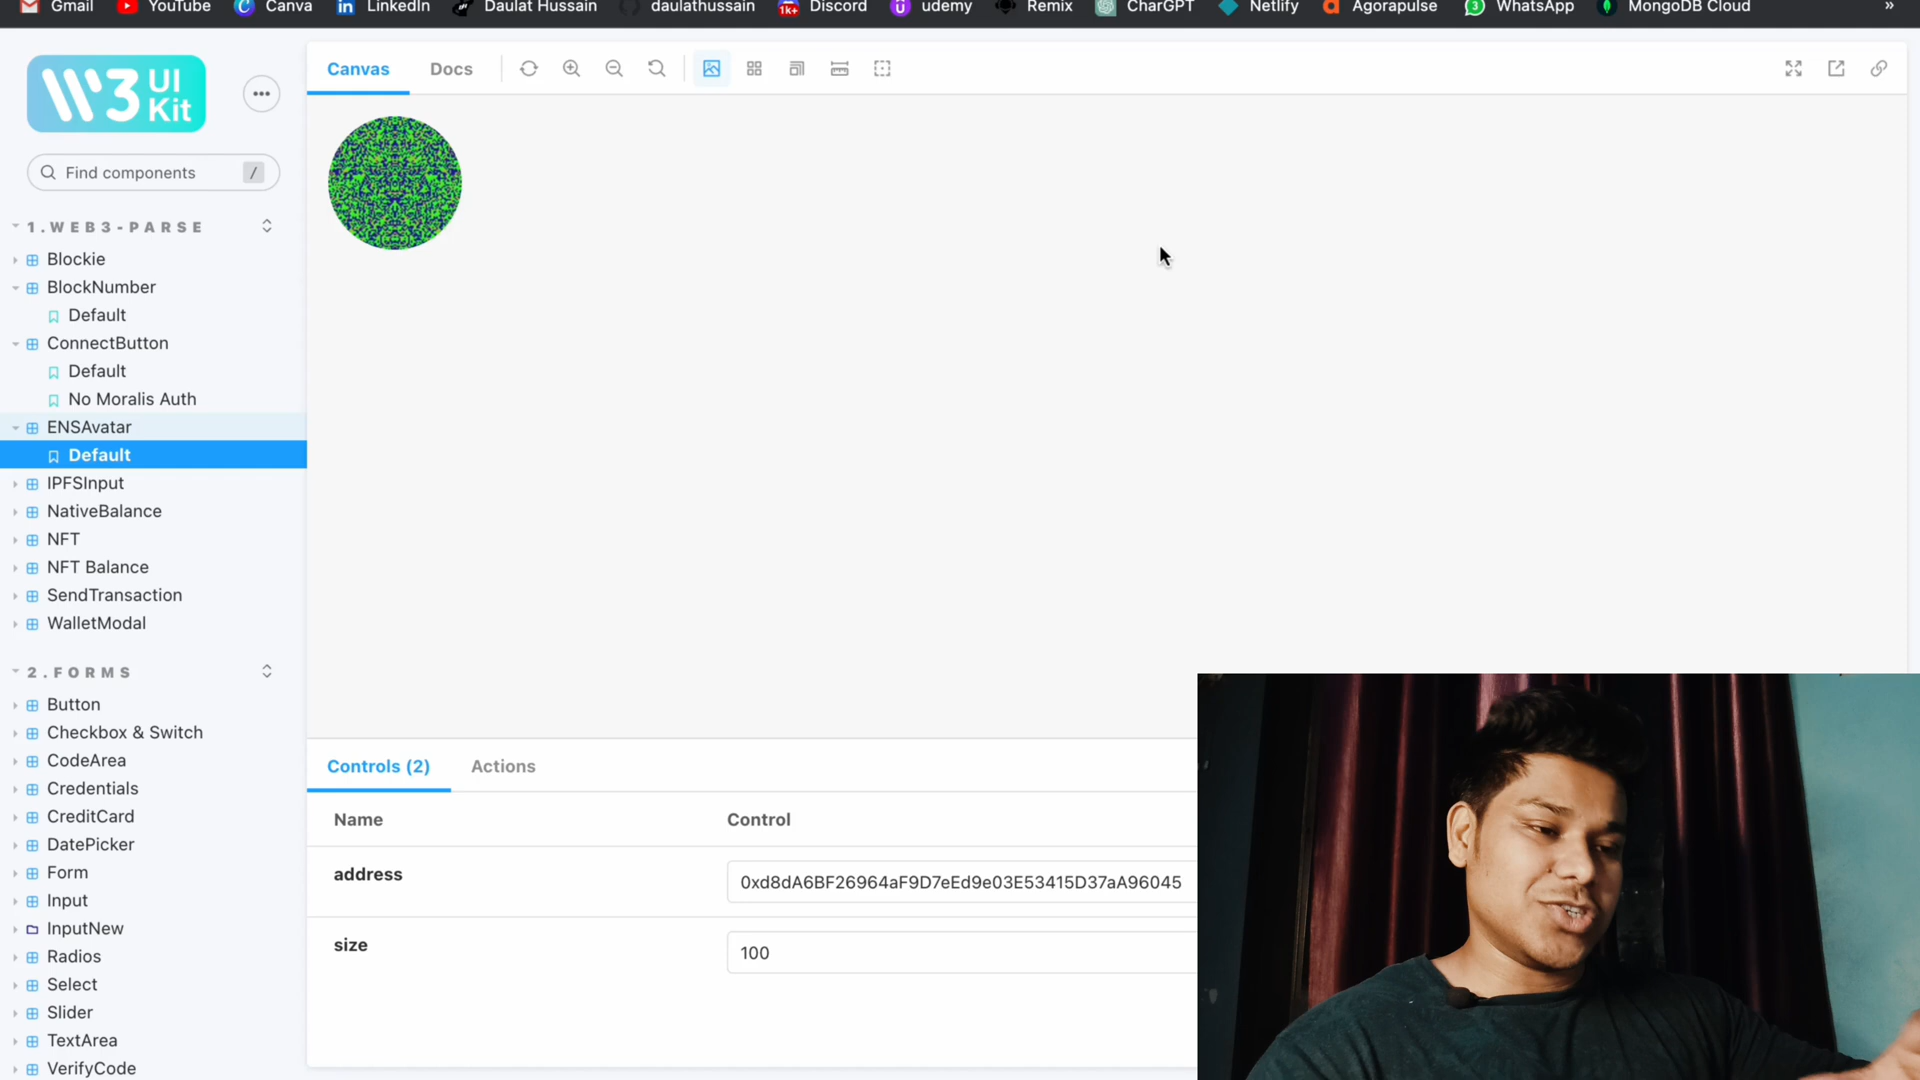 Gmail YouTube Canva LinkedIn Daulat Hussain daulathussain 1k+ Discord udemy Remix CharGPT Netlify Agorapulse 3 WhatsApp MongoDB Cloud »
W3 UI Kit
Canvas Docs
Find components /
1.WEB3-PARSE
Blockie
BlockNumber
Default
ConnectButton
Default
No Moralis Auth
ENSAvatar
Default
IPFSInput
NativeBalance
NFT
NFT Balance
SendTransaction
WalletModal
2.FORMS
Button
Checkbox & Switch
CodeArea
Credentials
CreditCard
DatePicker
Form
Input
InputNew
Radios
Select
Slider
TextArea
VerifyCode
Controls (2) Actions
Name Control
address 0xd8dA6BF26964aF9D7eEd9e03E53415D37aA96045
size 100